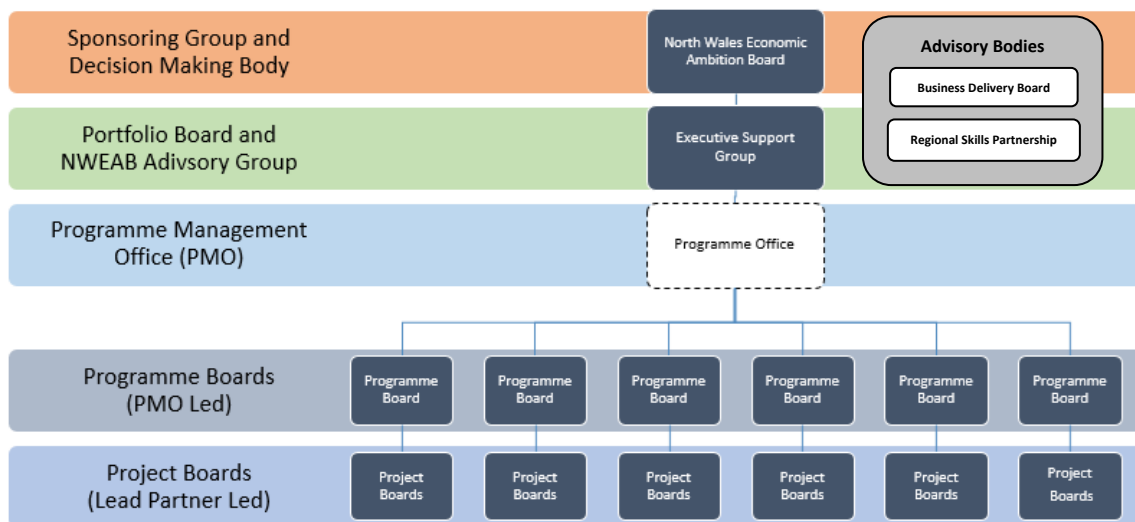 Sponsoring Group and
Decision Making Body
North Wales Economic
Ambition Board
Advisory Bodies
Business Delivery Board
Regional Skills Partnership
Portfolio Board and
NWEAB Adivsory Group
Executive Support
Group
Programme Management
Office (PMO)
Programme Office
Programme Boards
(PMO Led)
Programme
Board
Programme
Board
Programme
Board
Programme
Board
Programme
Board
Programme
Board
Project Boards
(Lead Partner Led)
Project
Boards
Project
Boards
Project
Boards
Project
Boards
Project
Boards
Project
Boards